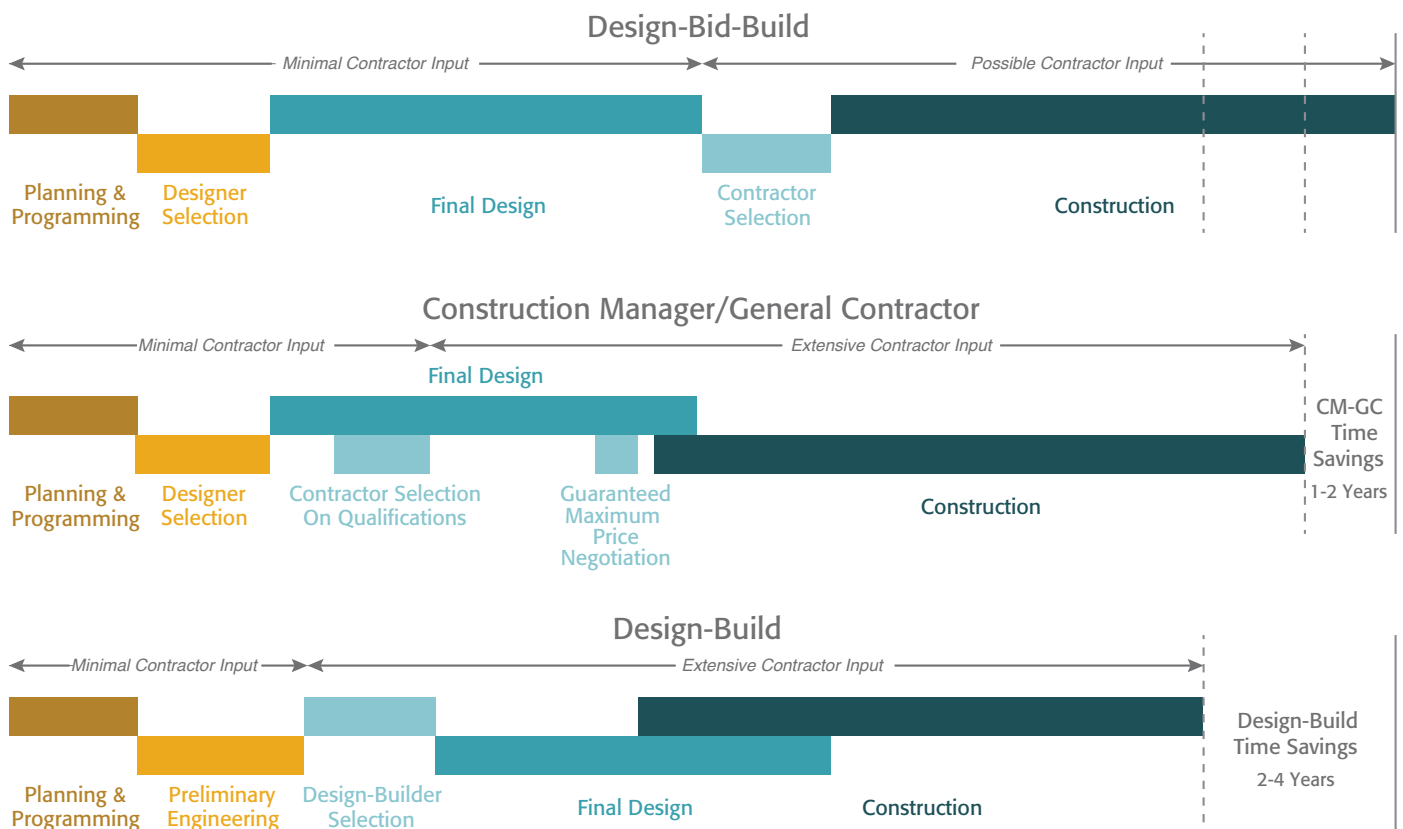 Design-Bid-Build
Minimal Contractor Input
Possible Contractor Input
Planning &
Programming
Designer
Selection
Final Design
Contractor
Selection
Construction
Construction Manager/General Contractor
Minimal Contractor Input
Extensive Contractor Input
Final Design
Planning &
Programming
Designer
Selection
Contractor Selection
On Qualifications
Guaranteed
Maximum
Price
Negotiation
Construction
CM-GC
Time
Savings
1-2 Years
Design-Build
Minimal Contractor Input
Extensive Contractor Input
Planning &
Programming
Preliminary
Engineering
Design-Builder
Selection
Final Design
Construction
Design-Build
Time Savings
2-4 Years